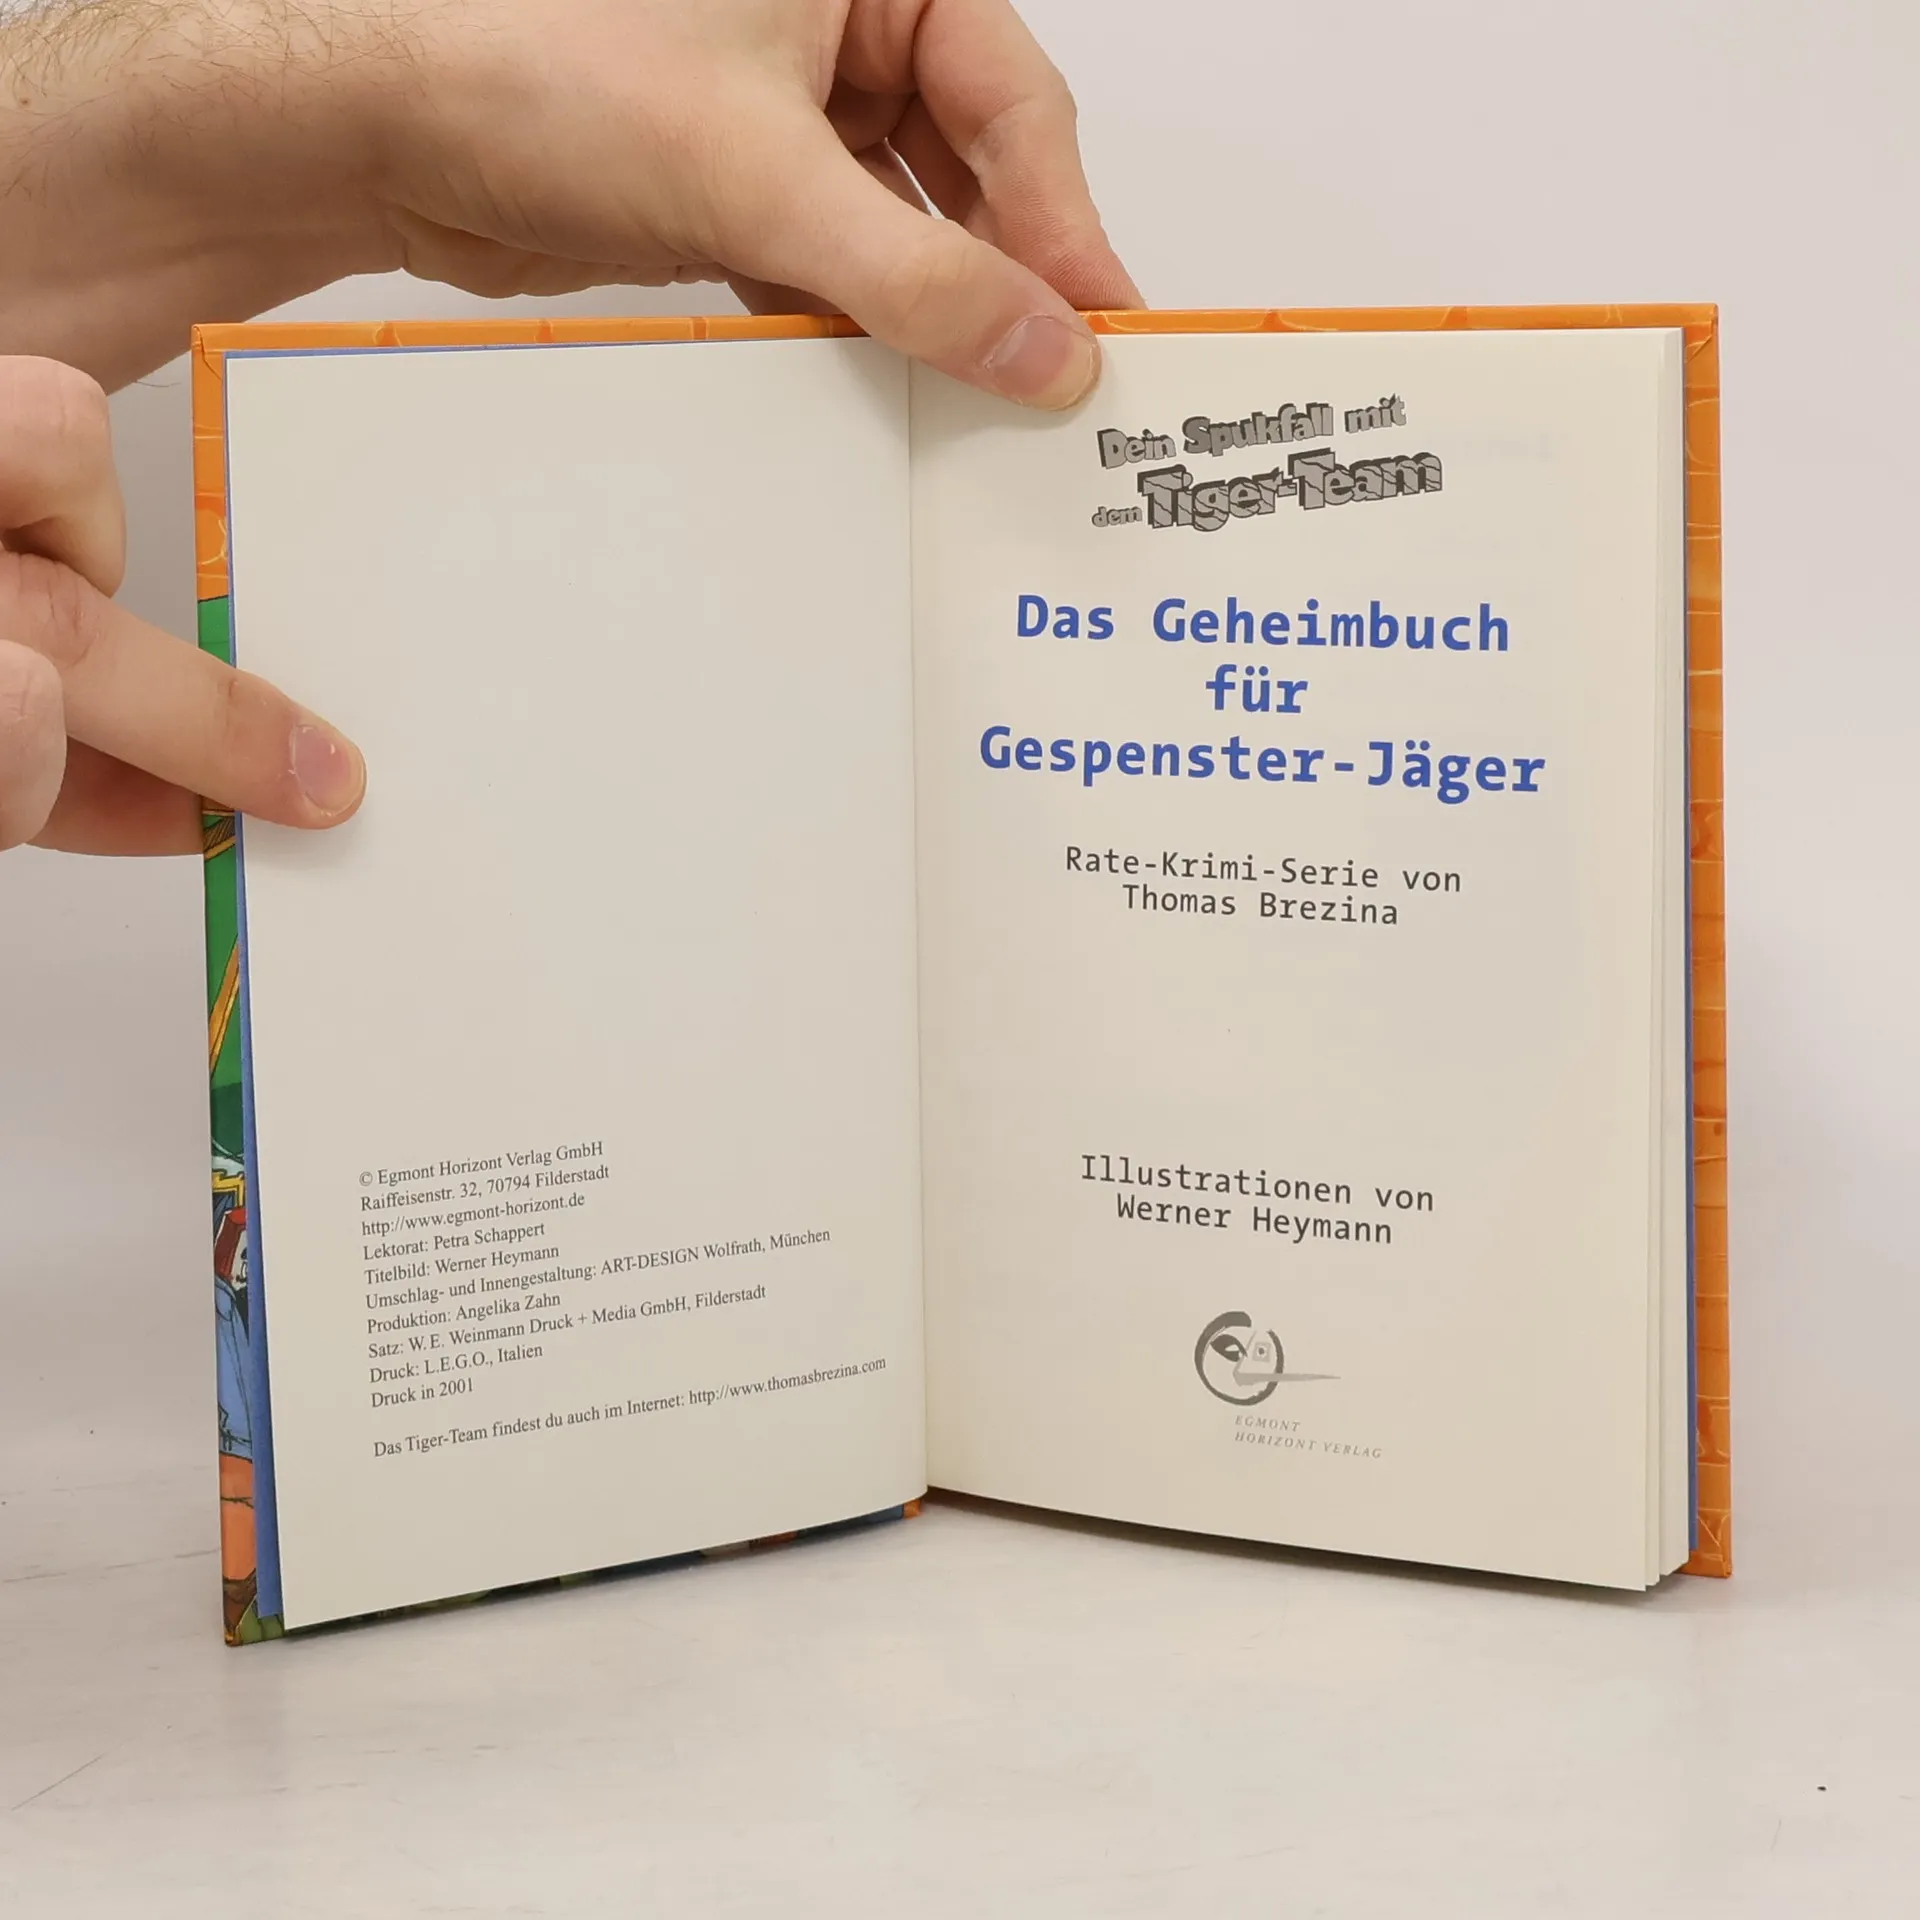 © Egmont Horizont Verlag GmbH
Raiffeisenstr. 32, 70794 Filderstadt
http://www.egmont-horizont.de
Lektorat: Petra Schappert
Titelbild: Werner Heymann
Umschlag- und Innengestaltung: ART-DESIGN Wolfrath, München
Produktion: Angelika Zahn
Satz: W. E. Weinmann Druck + Media GmbH, Filderstadt
Druck: L.E.G.O., Italien
Druck in 2001
Das Tiger-Team findest du auch im Internet: http://www.thomasbrezina.com
Dein Spukfall mit
dem Tiger-Team
Das Geheimbuch
für
Gespenster-Jäger
Rate-Krimi-Serie von
Thomas Brezina
Illustrationen von
Werner Heymann
EGMONT
HORIZONT VERLAG